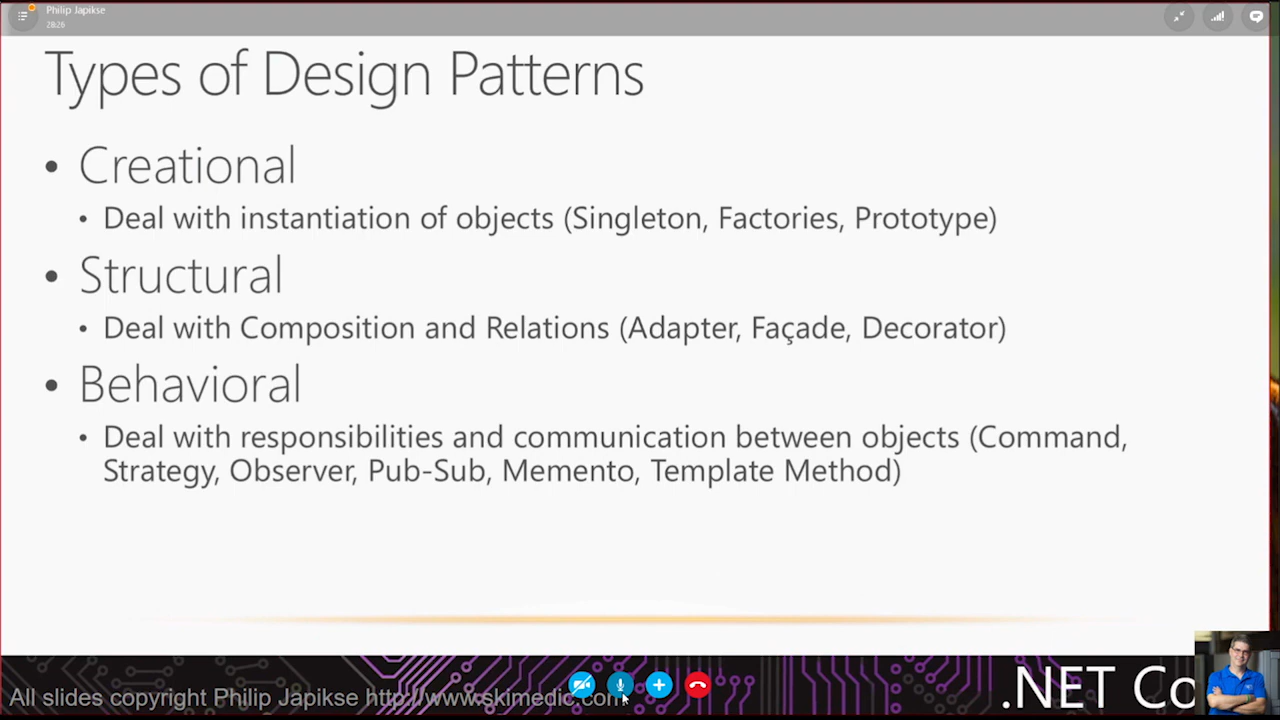 Philip Japikse
28:26
Types of Design Patterns
• Creational
• Deal with instantiation of objects (Singleton, Factories, Prototype)
• Structural
• Deal with Composition and Relations (Adapter, Façade, Decorator)
• Behavioral
• Deal with responsibilities and communication between objects (Command,
Strategy, Observer, Pub-Sub, Memento, Template Method)
All slides copyright Philip Japikse http://www.skimedic.com
.NET Co